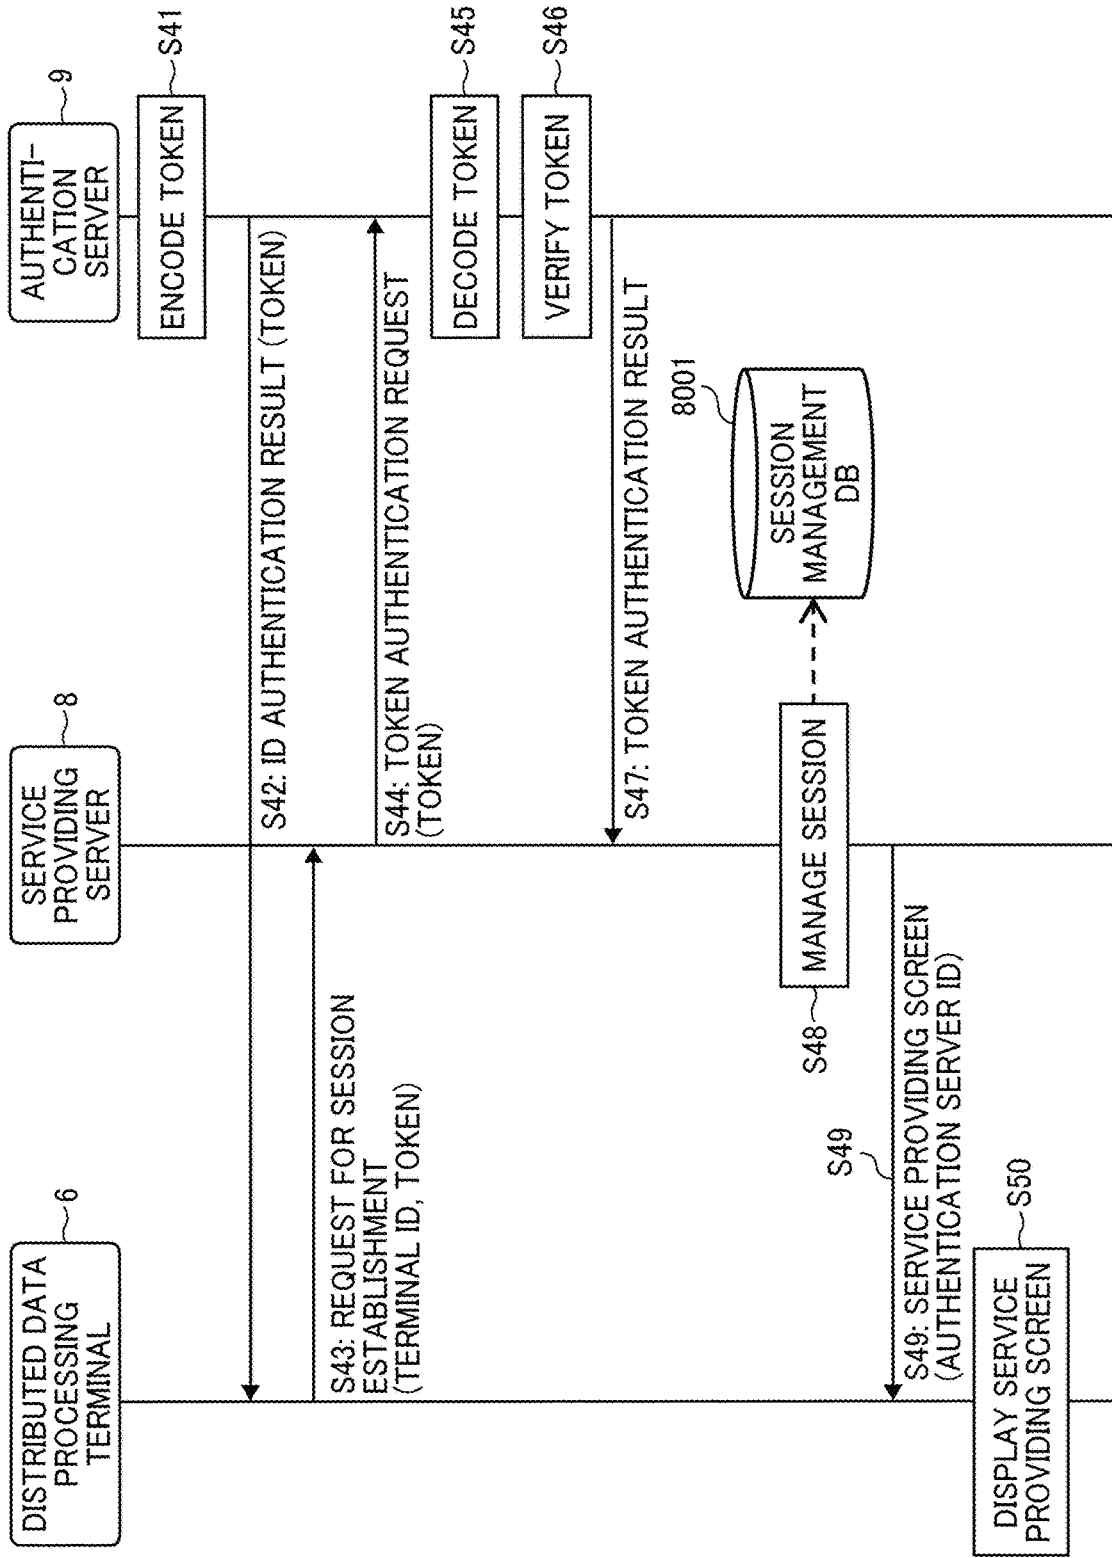 DISTRIBUTED DATA
PROCESSING
TERMINAL
6
SERVICE
PROVIDING
SERVER
8
AUTHENTI-
CATION
SERVER
9
ENCODE TOKEN
S41
S42: ID AUTHENTICATION RESULT (TOKEN)
S43: REQUEST FOR SESSION
ESTABLISHMENT
(TERMINAL ID, TOKEN)
S44: TOKEN AUTHENTICATION REQUEST
(TOKEN)
DECODE TOKEN
S45
VERIFY TOKEN
S46
S47: TOKEN AUTHENTICATION RESULT
S48
MANAGE SESSION
8001
SESSION
MANAGEMENT
DB
S49
S49: SERVICE PROVIDING SCREEN
(AUTHENTICATION SERVER ID)
DISPLAY SERVICE
PROVIDING SCREEN
S50